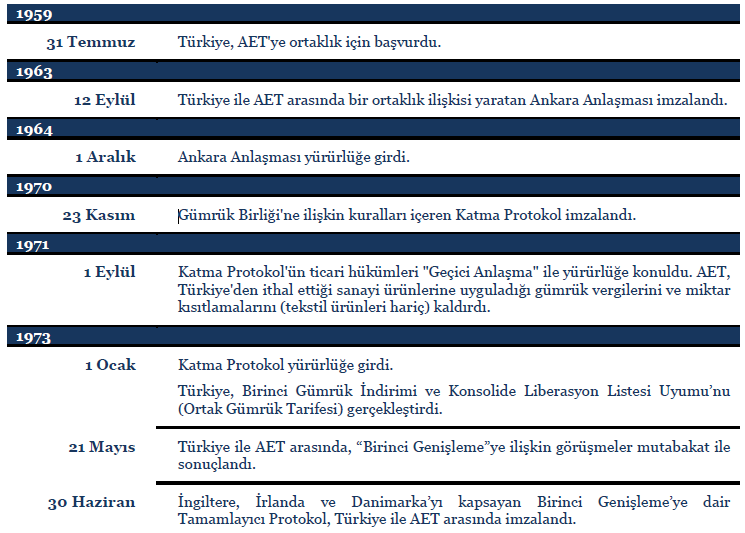 1959
31 Temmuz Türkiye, AET'ye ortaklık için başvurdu.
1963
12 Eylül Türkiye ile AET arasında bir ortaklık ilişkisi yaratan Ankara Anlaşması imzalandı.
1964
1 Aralık Ankara Anlaşması yürürlüğe girdi.
1970
23 Kasım Gümrük Birliği'ne ilişkin kuralları içeren Katma Protokol imzalandı.
1971
1 Eylül Katma Protokol'ün ticari hükümleri "Geçici Anlaşma" ile yürürlüğe konuldu. AET,
Türkiye'den ithal ettiği sanayi ürünlerine uyguladığı gümrük vergilerini ve miktar
kısıtlamalarını (tekstil ürünleri hariç) kaldırdı.
1973
1 Ocak Katma Protokol yürürlüğe girdi.
Türkiye, Birinci Gümrük İndirimi ve Konsolide Liberasyon Listesi Uyumu’nu
(Ortak Gümrük Tarifesi) gerçekleştirdi.
21 Mayıs Türkiye ile AET arasında, “Birinci Genişleme”ye ilişkin görüşmeler mutabakat ile
sonuçlandı.
30 Haziran İngiltere, İrlanda ve Danimarka’yı kapsayan Birinci Genişleme’ye dair
Tamamlayıcı Protokol, Türkiye ile AET arasında imzalandı.